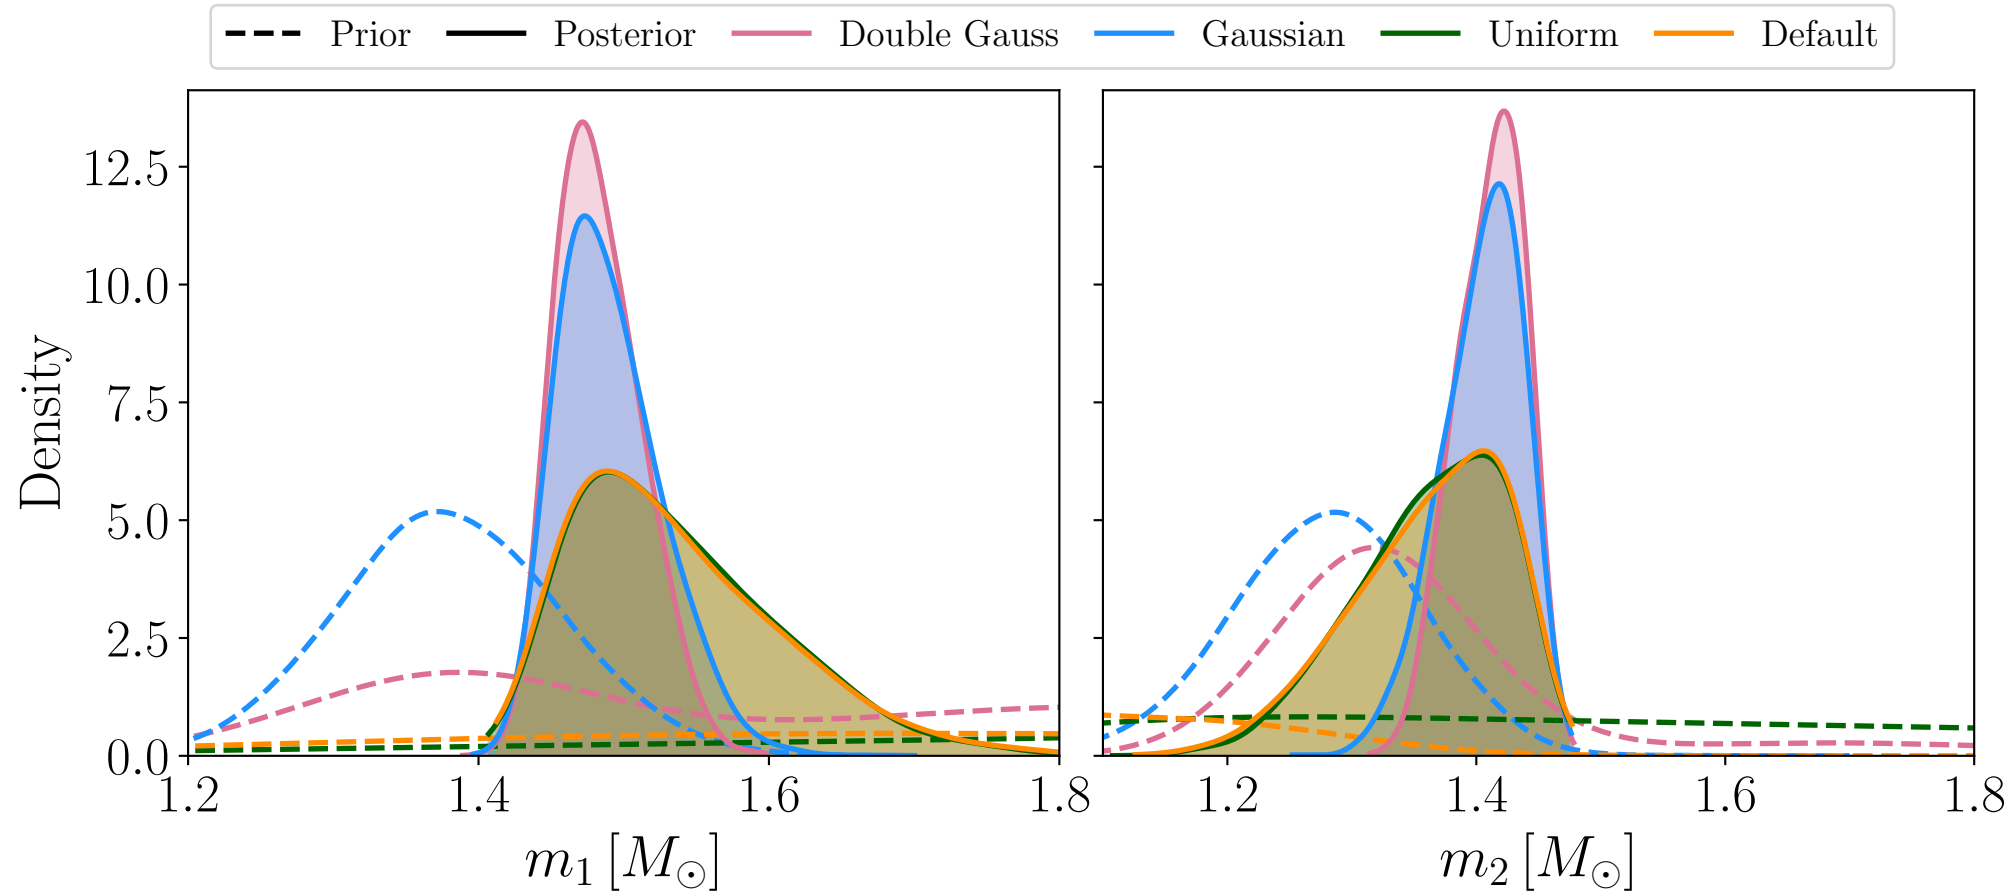 Prior Posterior Double Gauss Gaussian Uniform Default
Density
12.5
10.0
7.5
5.0
2.5
0.0
1.2 1.4 1.6 1.8
1.2 1.4 1.6 1.8
m₁ [M⊙]
m₂ [M⊙]